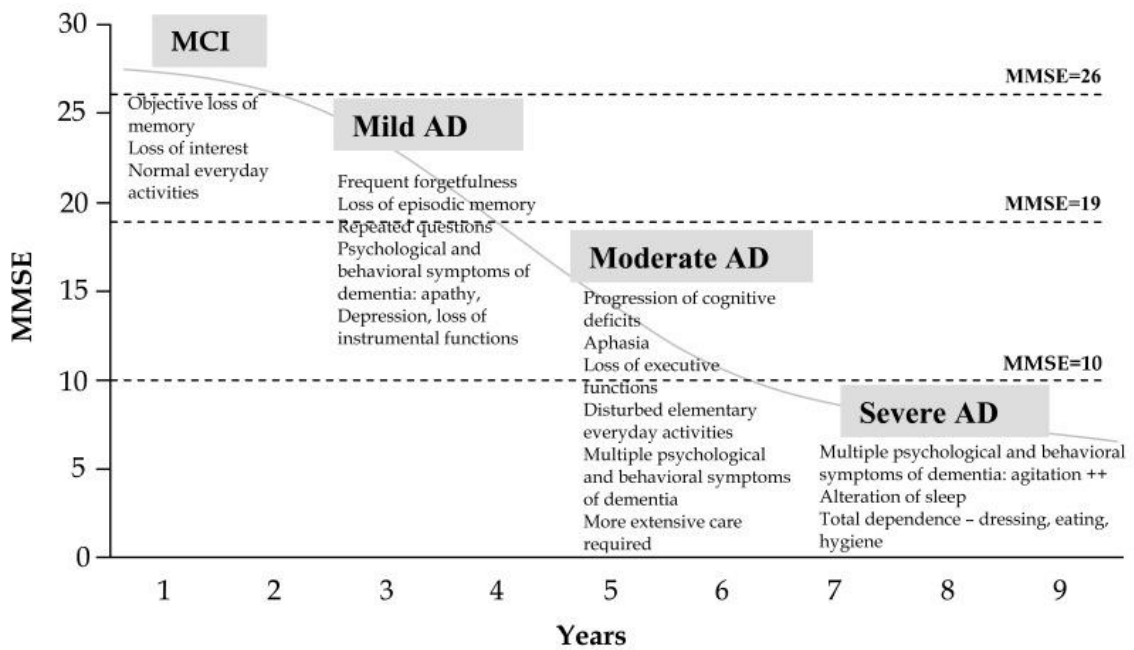 30
MCI
MMSE=26
25
Objective loss of
memory
Loss of interest
Normal everyday
activities
Mild AD
Frequent forgetfulness
Loss of episodic memory
Repeated questions
Psychological and
behavioral symptoms of
dementia: apathy,
Depression, loss of
instrumental functions
20
MMSE=19
Moderate AD
Progression of cognitive
deficits
Aphasia
Loss of executive
functions
Disturbed elementary
everyday activities
Multiple psychological
and behavioral symptoms
of dementia
More extensive care
required
15
MMSE
MMSE=10
10
Severe AD
Multiple psychological and behavioral
symptoms of dementia: agitation ++
Alteration of sleep
Total dependence – dressing, eating,
hygiene
5
0
1 2 3 4 5 6 7 8 9
Years